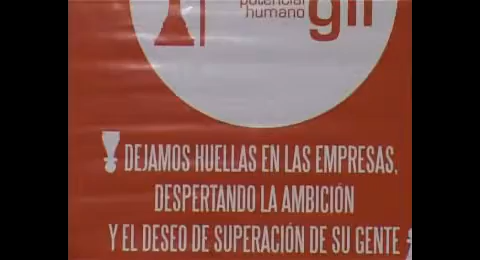 potencial
humano
DEJAMOS HUELLAS EN LAS EMPRESAS,
DESPERTANDO LA AMBICIÓN
Y EL DESEO DE SUPERACIÓN DE SU GENTE